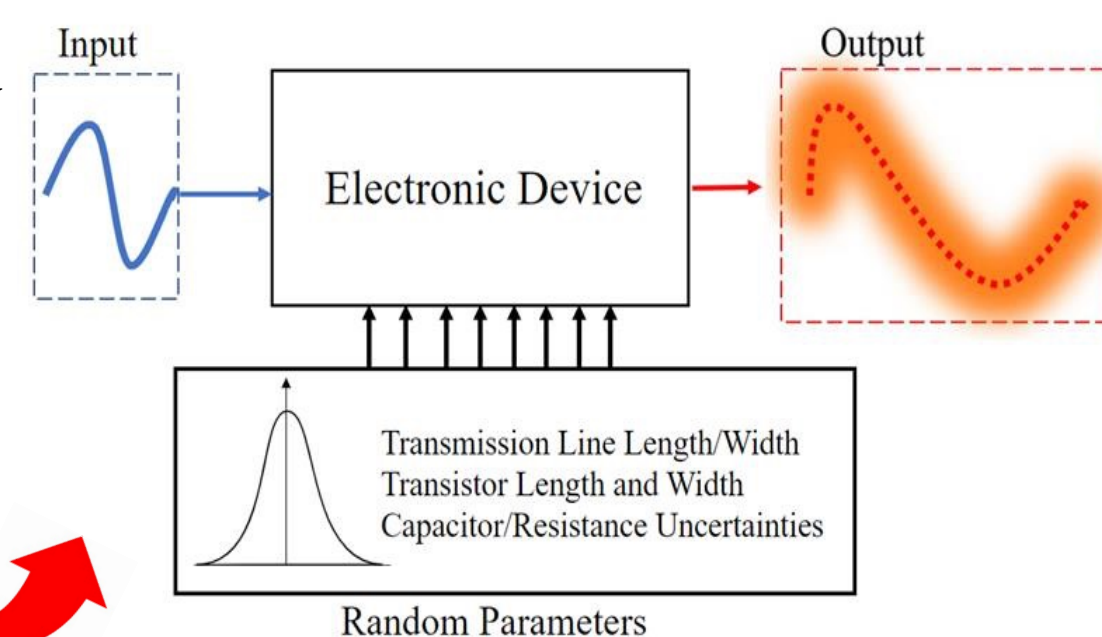 Input
Output
Electronic Device
Transmission Line Length/Width
Transistor Length and Width
Capacitor/Resistance Uncertainties
Random Parameters